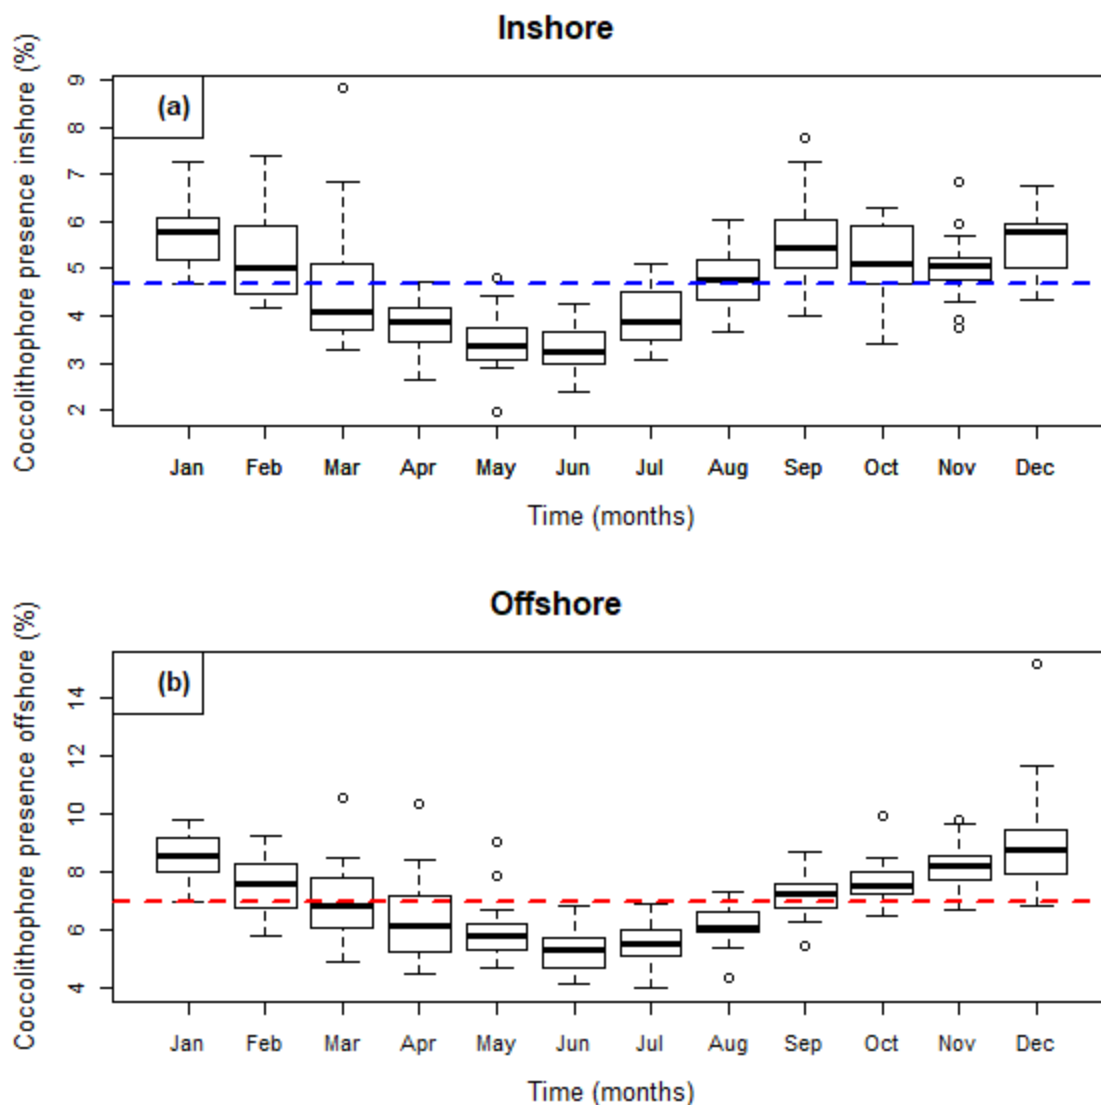 Inshore
Coccolithophore presence inshore (%)
(a)
9
8
7
6
5
4
3
2
Jan Feb Mar Apr May Jun Jul Aug Sep Oct Nov Dec
Time (months)
Offshore
Coccolithophore presence offshore (%)
(b)
14
12
10
8
6
4
Jan Feb Mar Apr May Jun Jul Aug Sep Oct Nov Dec
Time (months)